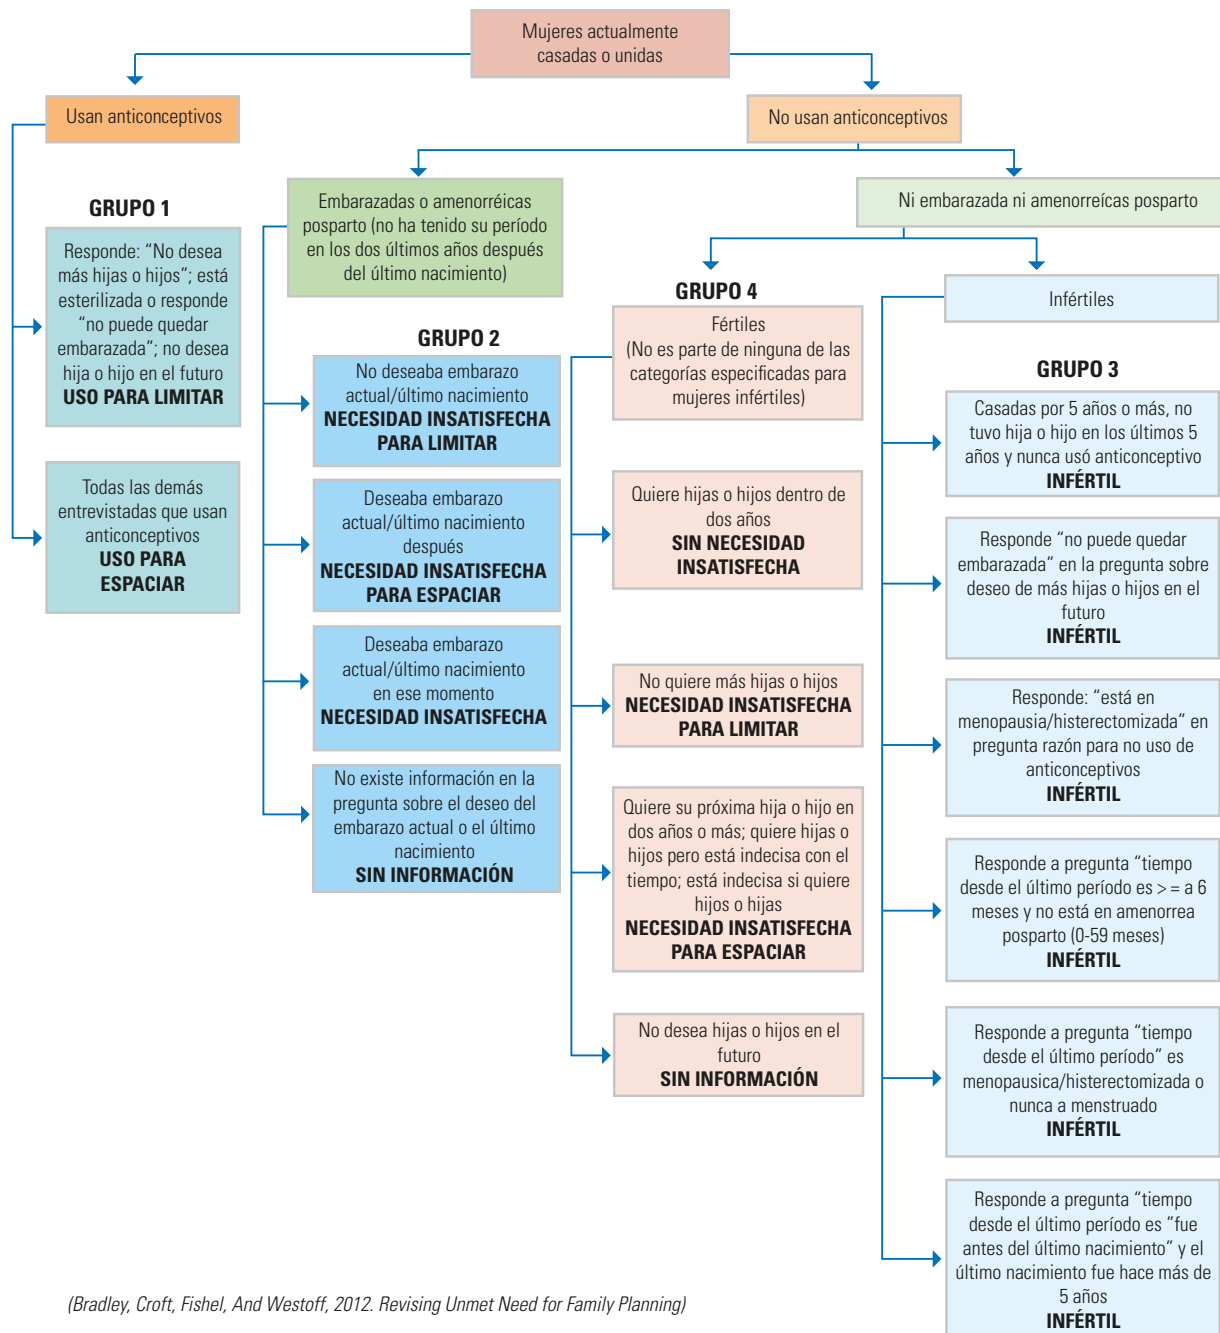 Mujeres actualmente
casadas o unidas
Usan anticonceptivos
No usan anticonceptivos
GRUPO 1
Responde: “No desea
más hijas o hijos“; está
esterilizada o responde
“no puede quedar
embarazada”; no desea
hija o hijo en el futuro
USO PARA LIMITAR
Todas las demás
entrevistadas que usan
anticonceptivos
USO PARA
ESPACIAR
Embarazadas o amenorréicas
posparto (no ha tenido su período
en los dos últimos años después
del último nacimiento)
GRUPO 2
No deseaba embarazo
actual/último nacimiento
NECESIDAD INSATISFECHA
PARA LIMITAR
Deseaba embarazo
actual/último nacimiento
después
NECESIDAD INSATISFECHA
PARA ESPACIAR
Deseaba embarazo
actual/último nacimiento
en ese momento
NECESIDAD INSATISFECHA
No existe información en la
pregunta sobre el deseo del
embarazo actual o el último
nacimiento
SIN INFORMACIÓN
Ni embarazada ni amenorreícas posparto
GRUPO 4
Fértiles
(No es parte de ninguna de las
categorías especificadas para
mujeres infértiles)
Quiere hijas o hijos dentro de
dos años
SIN NECESIDAD
INSATISFECHA
No quiere más hijas o hijos
NECESIDAD INSATISFECHA
PARA LIMITAR
Quiere su próxima hija o hijo en
dos años o más; quiere hijas o
hijos pero está indecisa con el
tiempo; está indecisa si quiere
hijos o hijas
NECESIDAD INSATISFECHA
PARA ESPACIAR
No desea hijas o hijos en el
futuro
SIN INFORMACIÓN
Infértiles
GRUPO 3
Casadas por 5 años o más, no
tuvo hija o hijo en los últimos 5
años y nunca usó anticonceptivo
INFÉRTIL
Responde “no puede quedar
embarazada” en la pregunta sobre
deseo de más hijas o hijos en el
futuro
INFÉRTIL
Responde: “está en
menopausia/histerectomizada” en
pregunta razón para no uso de
anticonceptivos
INFÉRTIL
Responde a pregunta “tiempo
desde el último período es > = a 6
meses y no está en amenorrea
posparto (0-59 meses)
INFÉRTIL
Responde a pregunta “tiempo
desde el último período” es
menopausica/histerectomizada o
nunca a menstruado
INFÉRTIL
Responde a pregunta “tiempo
desde el último período es “fue
antes del último nacimiento” y el
último nacimiento fue hace más de
5 años
INFÉRTIL
(Bradley, Croft, Fishel, And Westoff, 2012. Revising Unmet Need for Family Planning)